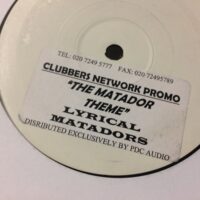 TEL: 020 7249 5777 FAX: 020 72495789
CLUBBERS NETWORK PROMO
"THE MATADOR
THEME"
LYRICAL
MATADORS
DISRIBUTED EXCLUSIVELY BY PDC AUDIO